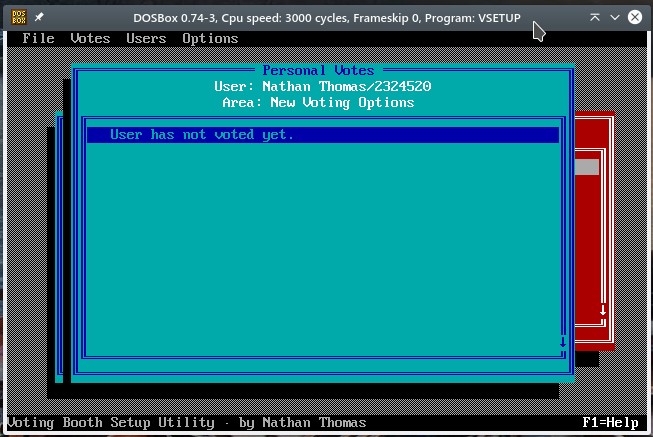 DOS BOX
DOSBox 0.74-3, Cpu speed: 3000 cycles, Frameskip 0, Program: VSETUP
File Votes Users Options
Personal Votes
User: Nathan Thomas/2324520
Area: New Voting Options
User has not voted yet.
Voting Booth Setup Utility · by Nathan Thomas
F1=Help